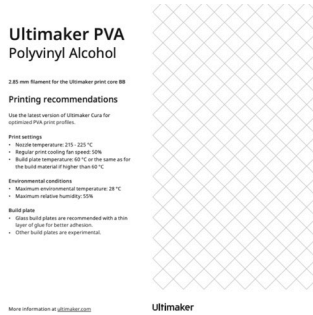 Ultimaker PVA
Polyvinyl Alcohol
2.85 mm filament for the Ultimaker print core BB
Printing recommendations
Use the latest version of Ultimaker Cura for
optimized PVA print profiles.
Print settings
• Nozzle temperature: 215 - 225 °C
• Regular print cooling fan speed: 50%
• Build plate temperature: 60 °C or the same as for
the build material if higher than 60 °C
Environmental conditions
• Maximum environmental temperature: 28 °C
• Maximum relative humidity: 55%
Build plate
• Glass build plates are recommended with a thin
layer of glue for better adhesion.
• Other build plates are experimental.
More information at ultimaker.com
Ultimaker